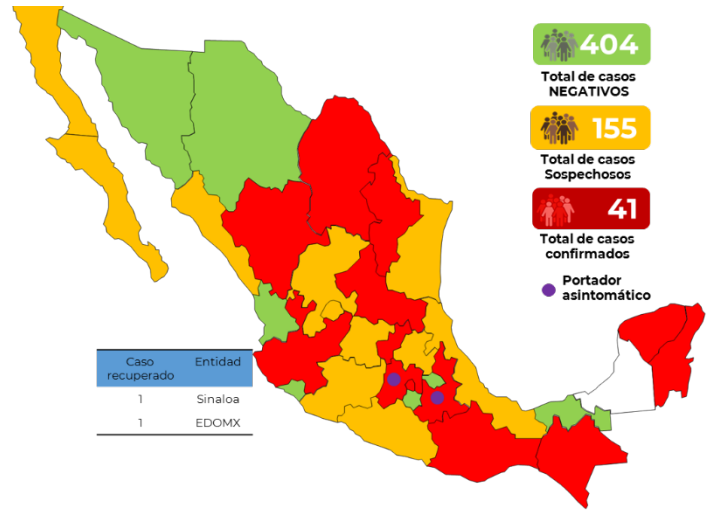 404
Total de casos
NEGATIVOS
155
Total de casos
Sospechosos
41
Total de casos
confirmados
Portador
asintomático
Caso recuperado Entidad
1 Sinaloa
1 EDOMX